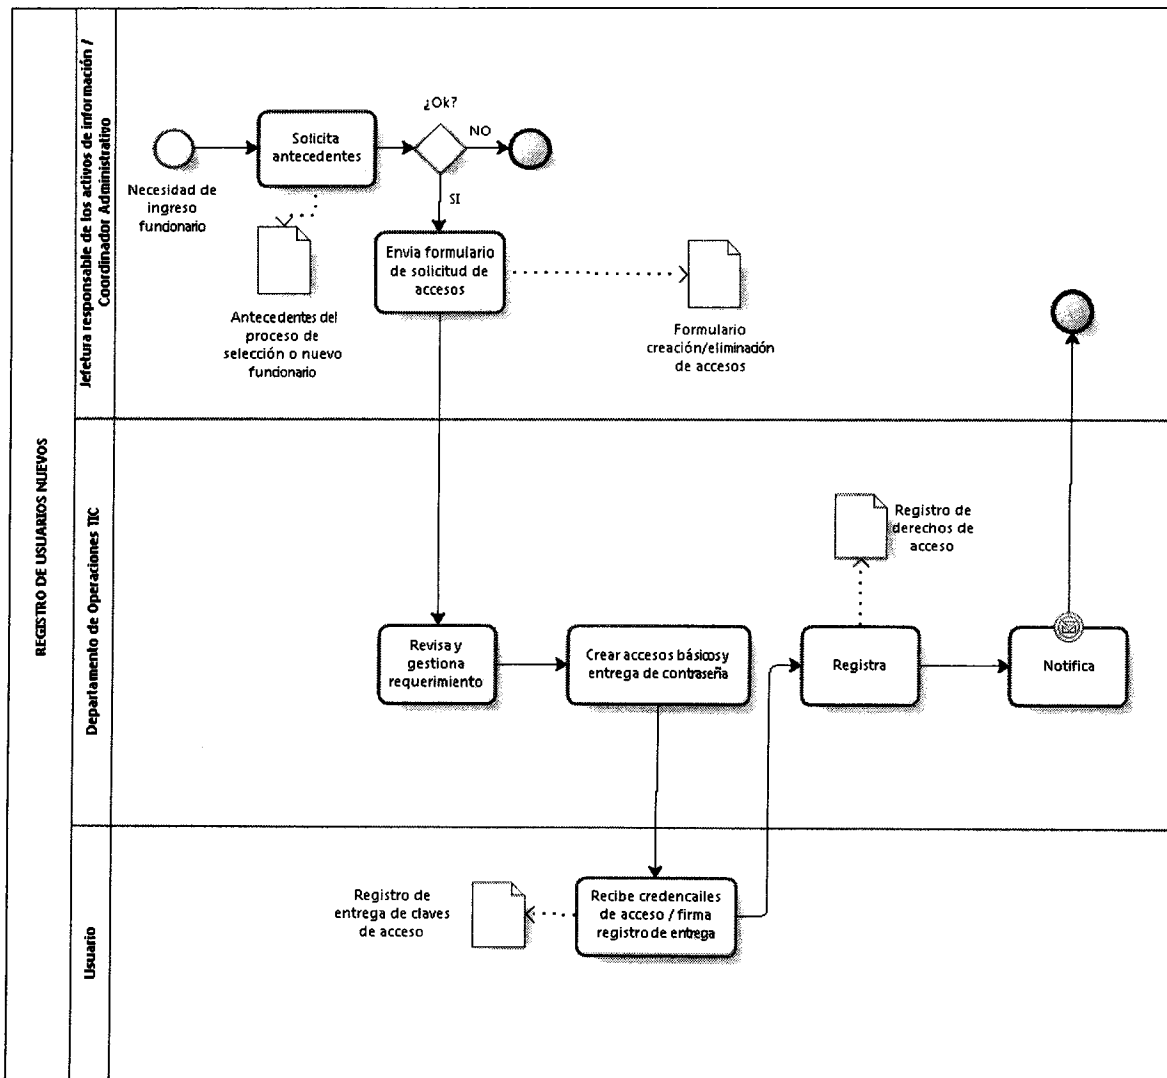 REGISTRO DE USUARIOS NUEVOS
Jefetura responsable de los activos de información /
Coordinador Administrativo
¿Ok?
NO
SI
Solicita
antecedentes
Necesidad de
ingreso
funcionario
Envia formulario
de solicitud de
accesos
Antecedentes del
proceso de
selección o nuevo
funcionario
Formulario
creación/eliminación
de accesos
Departamento de Operaciones TIC
Registro de
derechos de
acceso
Revisa y
gestiona
requerimiento
Crear accesos básicos y
entrega de contraseña
Registra
Notifica
Usuario
Registro de
entrega de claves
de acceso
Recibe credencailes
de acceso / firma
registro de entrega